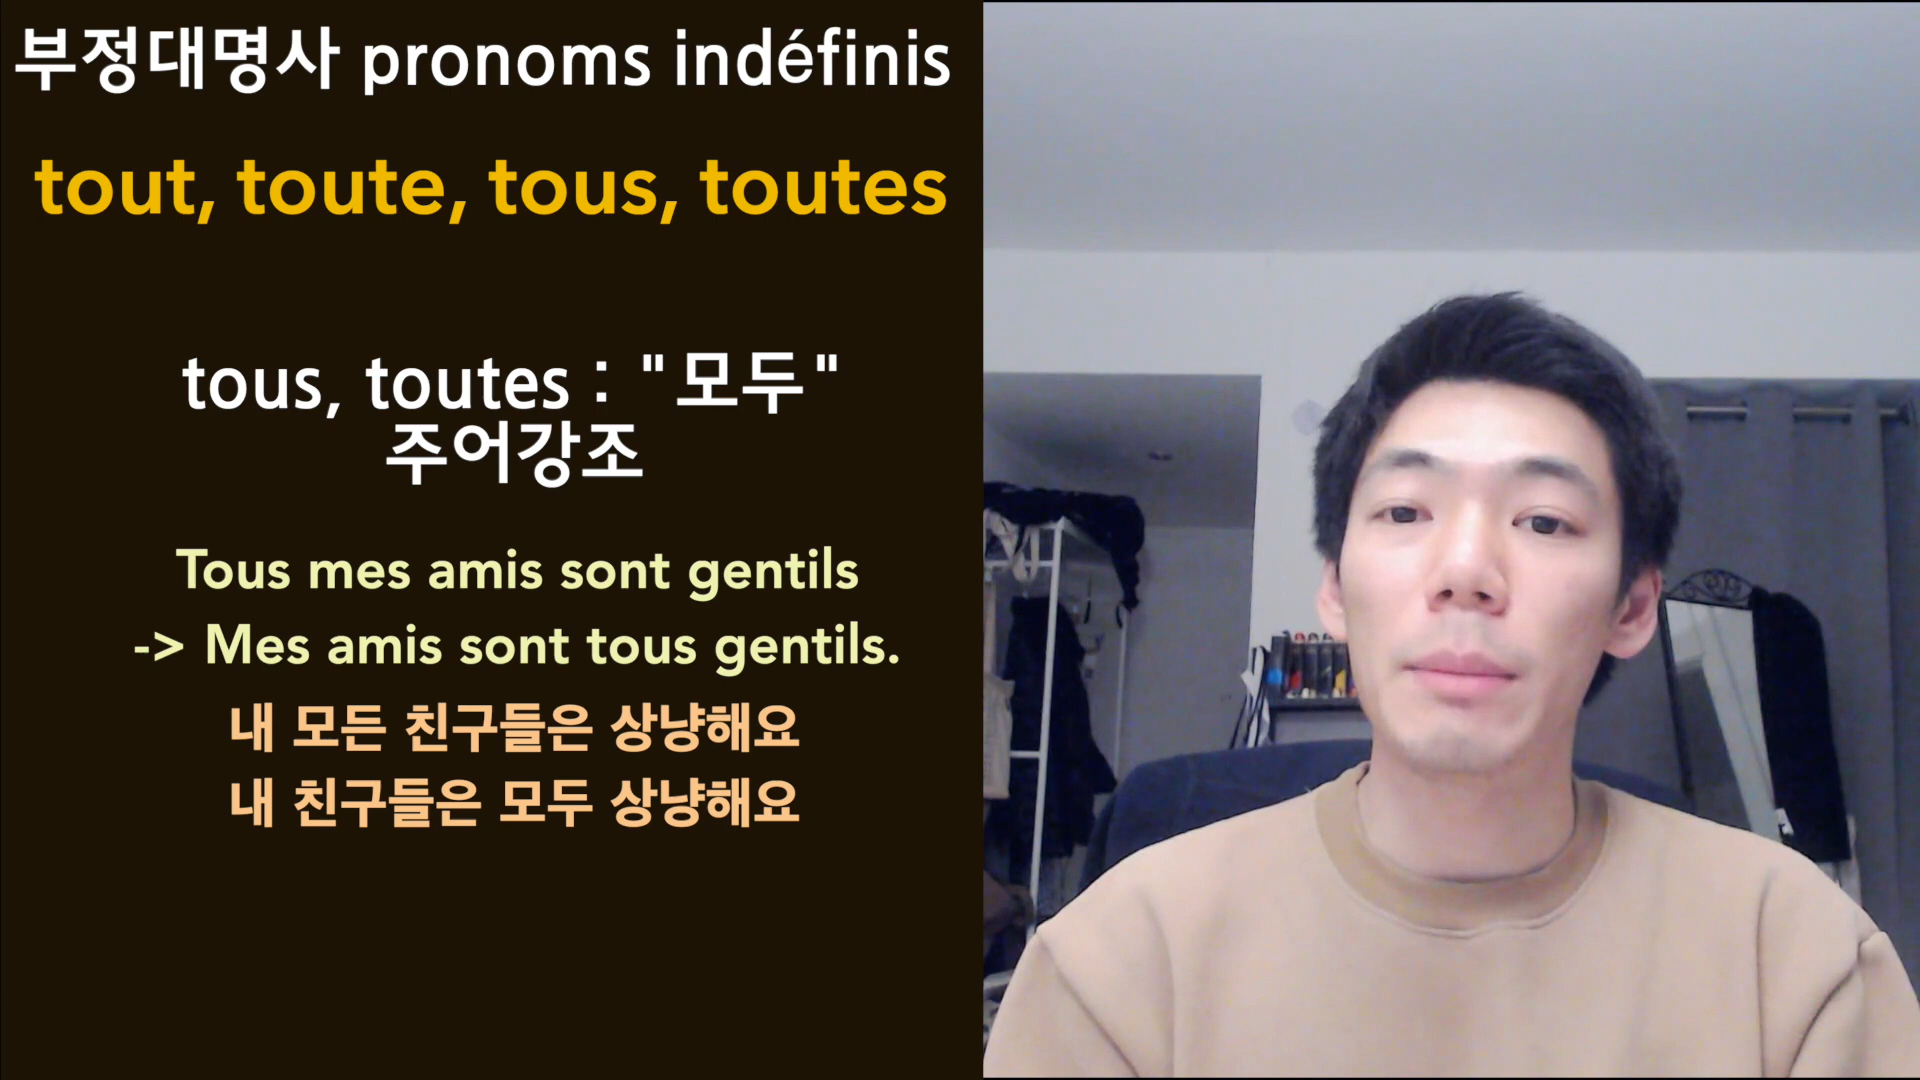 부정대명사 pronoms indéfinis
tout, toute, tous, toutes
tous, toutes : "모두"
주어강조
Tous mes amis sont gentils
-> Mes amis sont tous gentils.
내 모든 친구들은 상냥해요
내 친구들은 모두 상냥해요